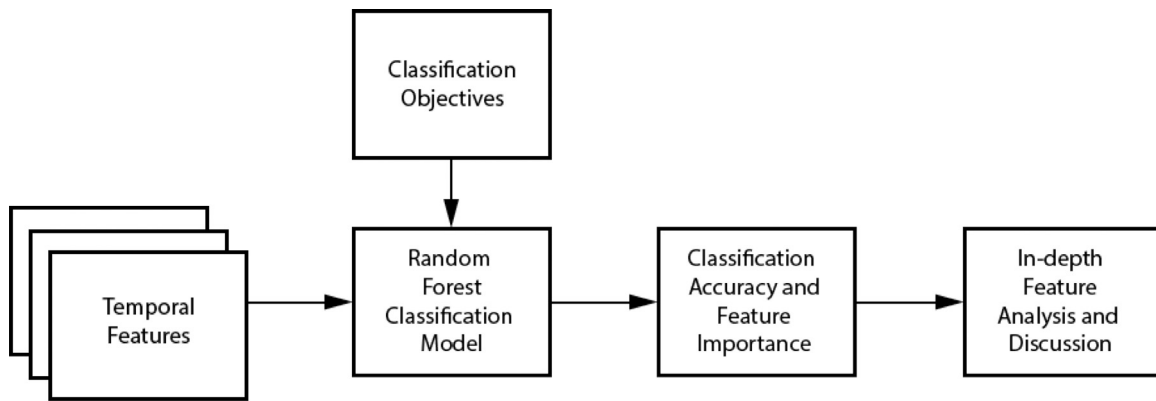 Classification
Objectives
Temporal
Features
Random
Forest
Classification
Model
Classification
Accuracy and
Feature
Importance
In-depth
Feature
Analysis and
Discussion